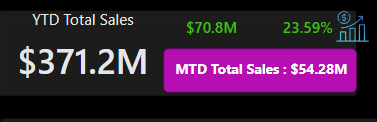 YTD Total Sales
$70.8M
23.59%
$371.2M
MTD Total Sales : $54.28M